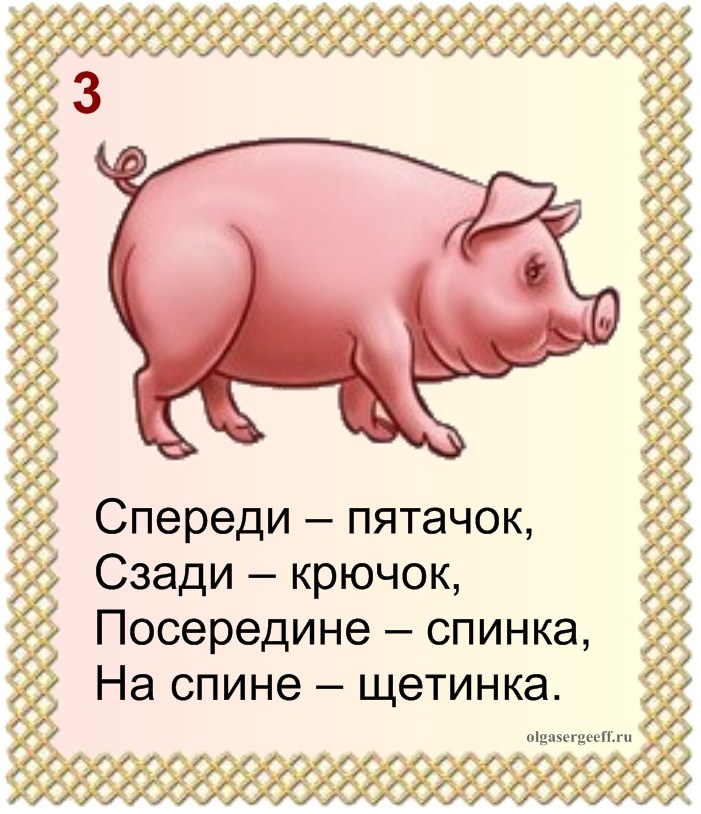 3
Спереди – пятачок,
Сзади – крючок,
Посередине – спинка,
На спине – щетинка.
olgasergeeff.ru